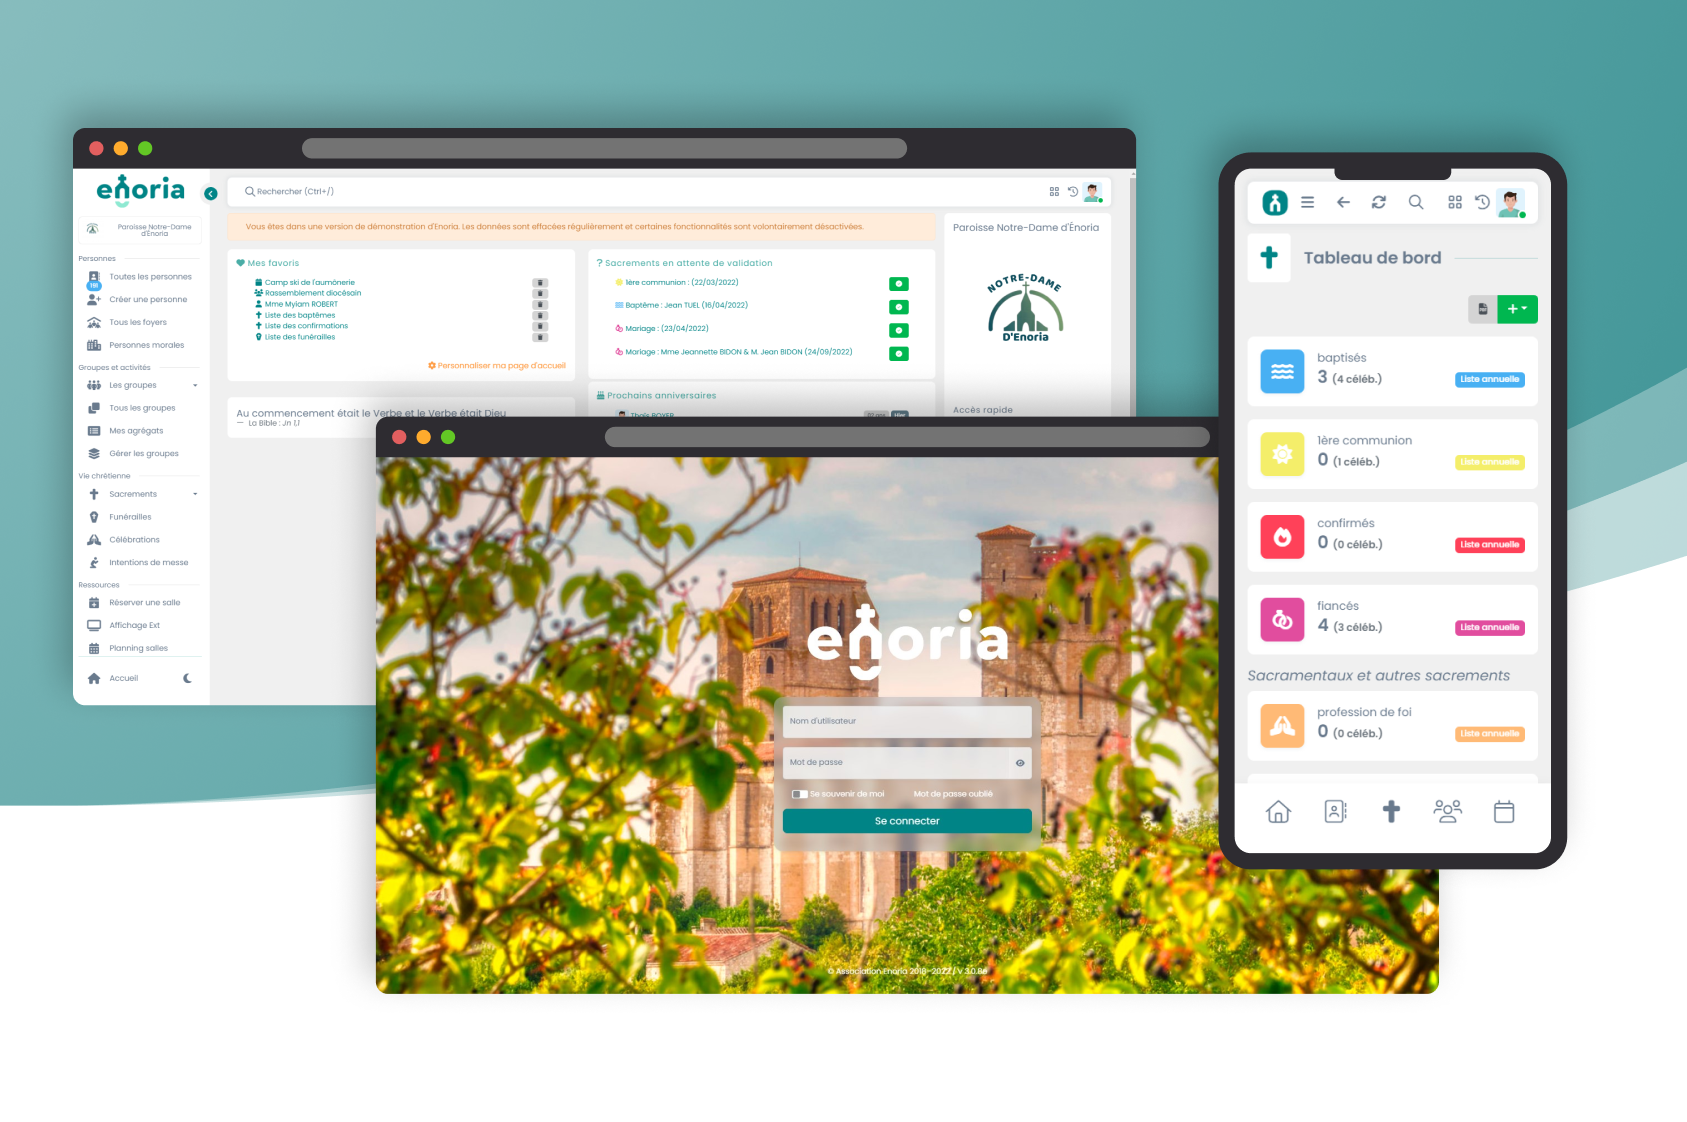 enoria
Paroisse Notre-Dame
d'Énoria
Personnes
Toutes les personnes
Créer une personne
Tous les foyers
Personnes morales
Groupes et activités
Les groupes
Tous les groupes
Mes agrégats
Gérer les groupes
Vie chrétienne
Sacrements
Funérailles
Célébrations
Intentions de messe
Ressources
Réserver une salle
Affichage Ext
Planning salles
Accueil
Rechercher (Ctrl+/)
Vous êtes dans une version de démonstration d'Enoria. Les données sont effacées régulièrement et certaines fonctionnalités sont volontairement désactivées.
Mes favoris
Camp ski de l'aumônerie
Rassemblement diocésain
Mme Mylam ROBERT
Liste des baptêmes
Liste des confirmations
Liste des funérailles
Personnaliser ma page d'accueil
Au commencement était le Verbe et le Verbe était Dieu
— La Bible : Jn 1,1
? Sacrements en attente de validation
1ère communion : (22/03/2022)
Baptême : Jean TUEL (16/04/2022)
Mariage : (23/04/2022)
Mariage : Mme Jeannette BIDON & M. Jean BIDON (24/09/2022)
Prochains anniversaires
Thaïs BOYER
Hier
Paroisse Notre-Dame d'Énoria
NOTRE-DAME
D'Enoria
Accès rapide
enoria
Nom d'utilisateur
Mot de passe
Se souvenir de moi
Mot de passe oublié
Se connecter
© Association Enoria 2018-2022 / V.3.0.86
Tableau de bord
baptisés
3 (4 céléb.)
Liste annuelle
1ère communion
0 (1 céléb.)
Liste annuelle
confirmés
0 (0 céléb.)
Liste annuelle
fiancés
4 (3 céléb.)
Liste annuelle
Sacramentaux et autres sacrements
profession de foi
0 (0 céléb.)
Liste annuelle